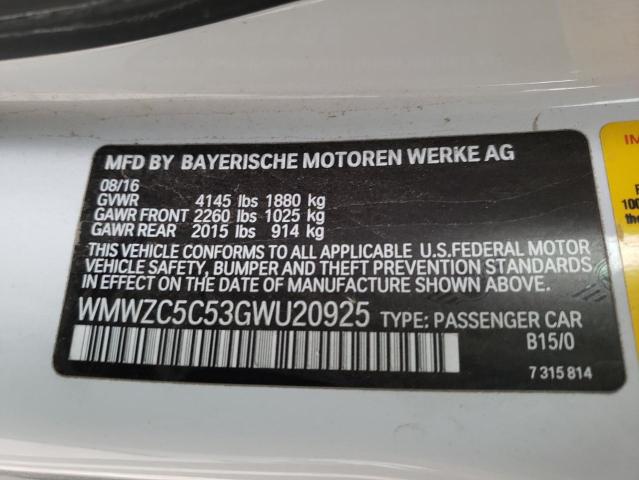 MFD BY BAYERISCHE MOTOREN WERKE AG
08/16
GVWR 4145 lbs 1880 kg
GAWR FRONT 2260 lbs 1025 kg
GAWR REAR 2015 lbs 914 kg
THIS VEHICLE CONFORMS TO ALL APPLICABLE U.S.FEDERAL MOTOR
VEHICLE SAFETY, BUMPER AND THEFT PREVENTION STANDARDS
IN EFFECT ON THE DATE OF MANUFACTURE SHOWN ABOVE.
WMWZC5C53GWU20925 TYPE: PASSENGER CAR
B15/0
7 315 814